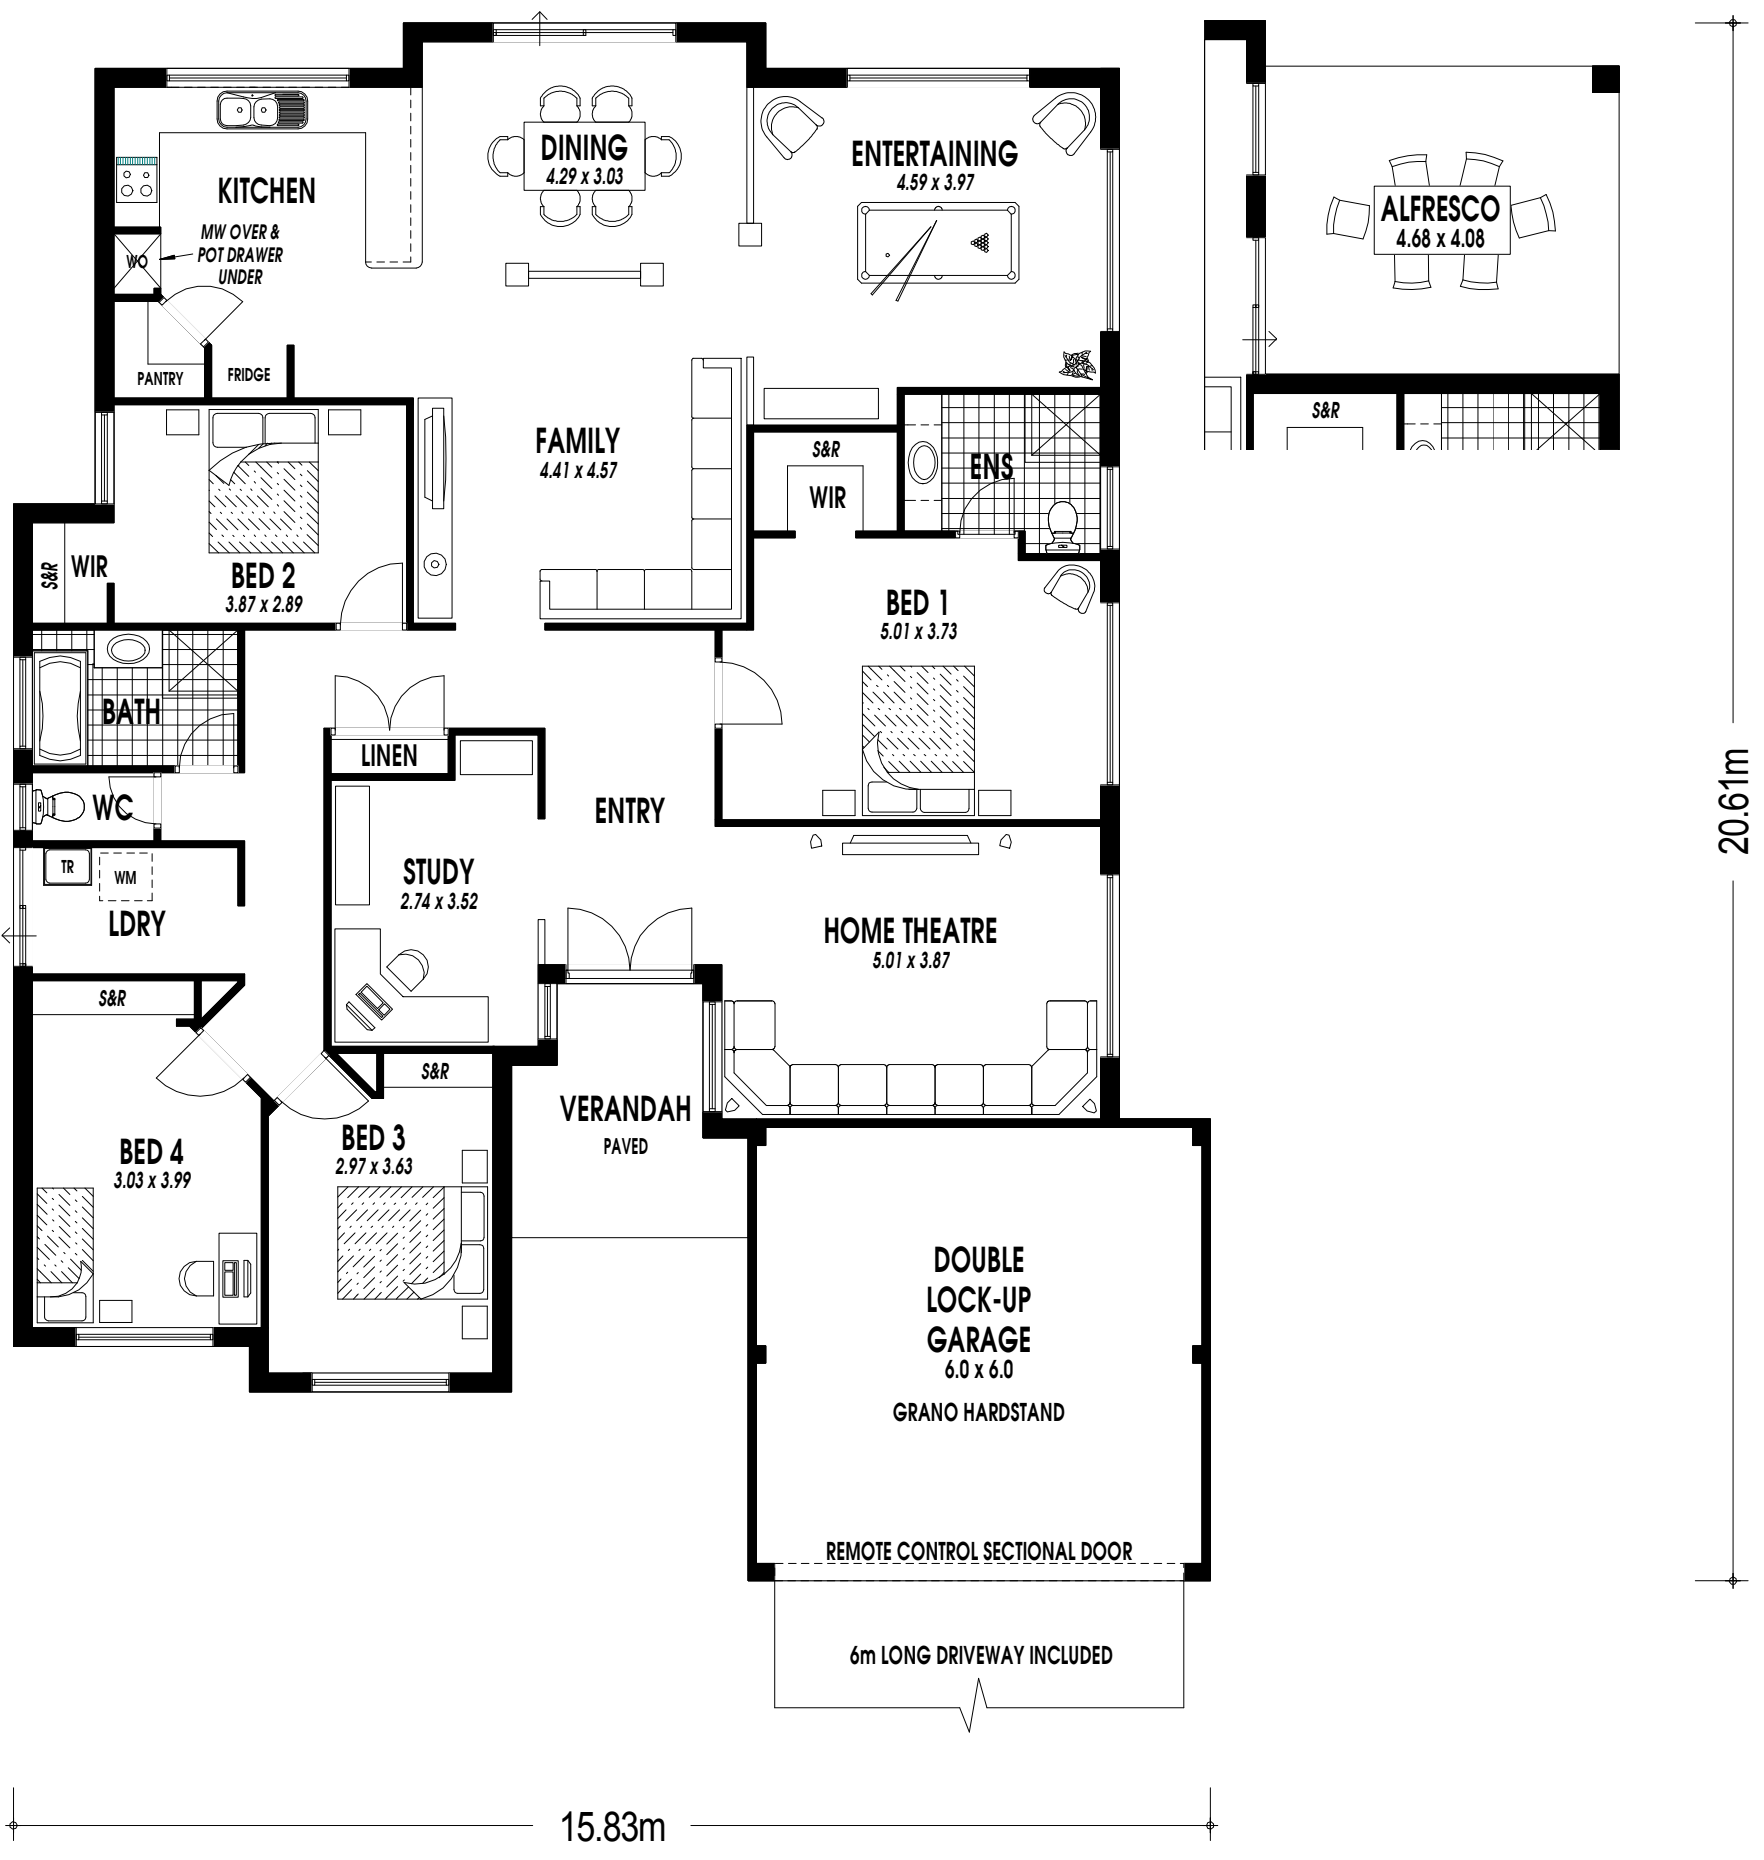 DINING
4.29 x 3.03
ENTERTAINING
4.59 x 3.97
KITCHEN
MW OVER &
POT DRAWER
UNDER
WO
PANTRY
FRIDGE
ALFRESCO
4.68 x 4.08
S&R
FAMILY
4.41 x 4.57
S&R
WIR
ENS
S&R
WIR
BED 2
3.87 x 2.89
BED 1
5.01 x 3.73
BATH
LINEN
WC
ENTRY
TR
WM
LDRY
STUDY
2.74 x 3.52
HOME THEATRE
5.01 x 3.87
S&R
S&R
BED 4
3.03 x 3.99
BED 3
2.97 x 3.63
VERANDAH
PAVED
DOUBLE
LOCK-UP
GARAGE
6.0 x 6.0
GRANO HARDSTAND
REMOTE CONTROL SECTIONAL DOOR
6m LONG DRIVEWAY INCLUDED
15.83m
20.61m